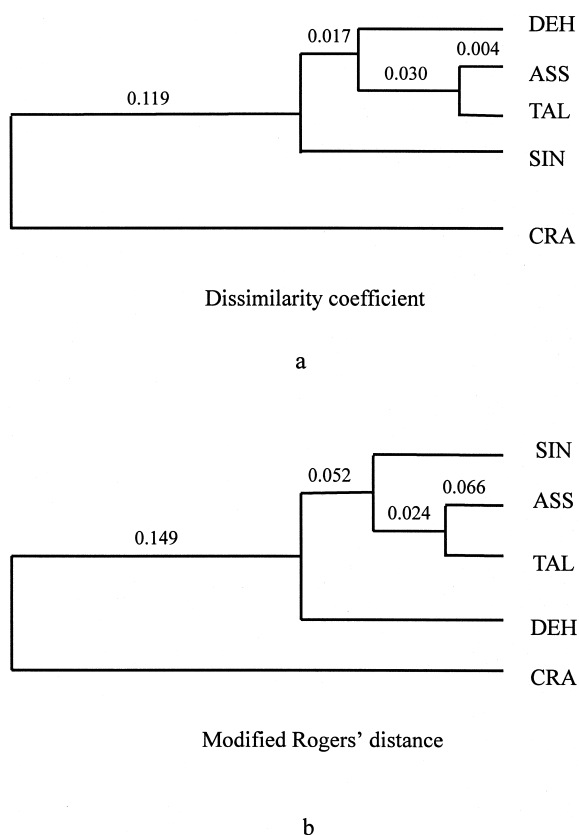 DEH
0.017
0.004
ASS
0.030
0.119
TAL
SIN
CRA
Dissimilarity coefficient
a
SIN
0.052
0.066
ASS
0.024
0.149
TAL
DEH
CRA
Modified Rogers’ distance
b